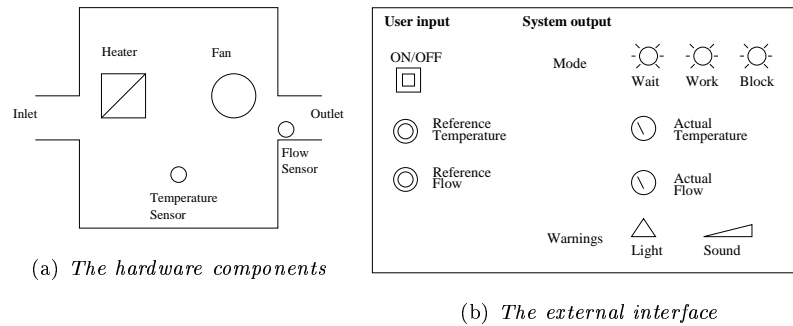 Heater
Fan
Inlet
Outlet
Flow
Sensor
Temperature
Sensor
(a) The hardware components
User input
System output
ON/OFF
Mode
Wait
Work
Block
Reference
Temperature
Actual
Temperature
Reference
Flow
Actual
Flow
Warnings
Light
Sound
(b) The external interface